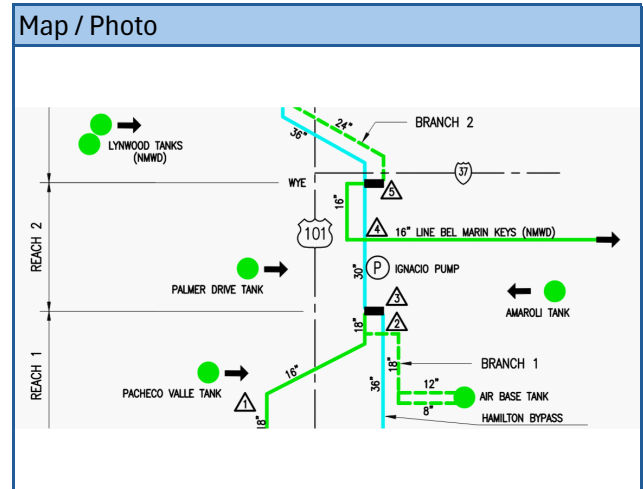 Map / Photo
24"
36"
BRANCH 2
LYNWOOD TANKS
(NMWD)
WYE
37
5
16"
REACH 2
101
4
16" LINE BEL MARIN KEYS (NMWD)
30"
P
IGNACIO PUMP
PALMER DRIVE TANK
AMAROLI TANK
3
18"
2
REACH 1
18"
BRANCH 1
16"
PACHECO VALLE TANK
36"
12"
AIR BASE TANK
8"
1
18"
HAMILTON BYPASS